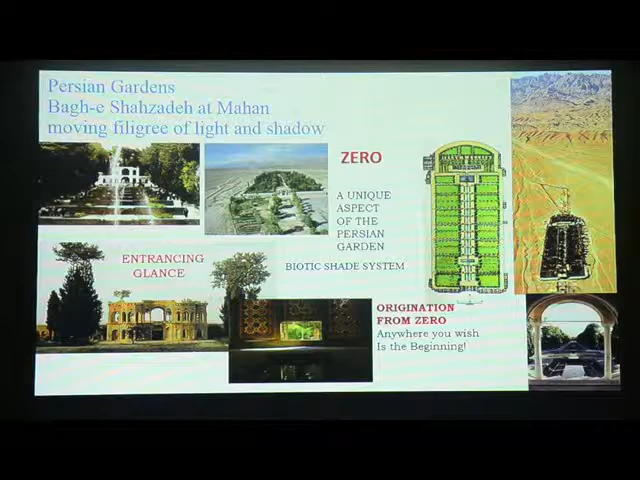 Persian Gardens
Bagh-e Shahzadeh at Mahan
moving filigree of light and shadow
ZERO
A UNIQUE
ASPECT
OF THE
PERSIAN
GARDEN
ENTRANCING
GLANCE
BIOTIC SHADE SYSTEM
ORIGINATION
FROM ZERO
Anywhere you wish
Is the Beginning!